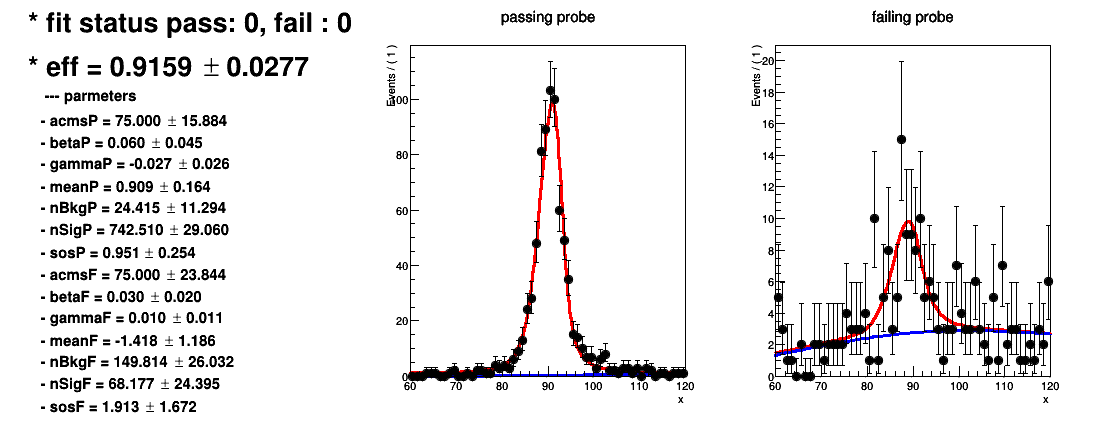 * fit status pass: 0, fail : 0
* eff = 0.9159 ± 0.0277
--- parmeters
- acmsP = 75.000 ± 15.884
- betaP = 0.060 ± 0.045
- gammaP = -0.027 ± 0.026
- meanP = 0.909 ± 0.164
- nBkgP = 24.415 ± 11.294
- nSigP = 742.510 ± 29.060
- sosP = 0.951 ± 0.254
- acmsF = 75.000 ± 23.844
- betaF = 0.030 ± 0.020
- gammaF = 0.010 ± 0.011
- meanF = -1.418 ± 1.186
- nBkgF = 149.814 ± 26.032
- nSigF = 68.177 ± 24.395
- sosF = 1.913 ± 1.672
passing probe
Events / ( 1 )
100
80
60
40
20
0
60 70 80 90 100 110 120
x
failing probe
Events / ( 1 )
20
18
16
14
12
10
8
6
4
2
0
60 70 80 90 100 110 120
x